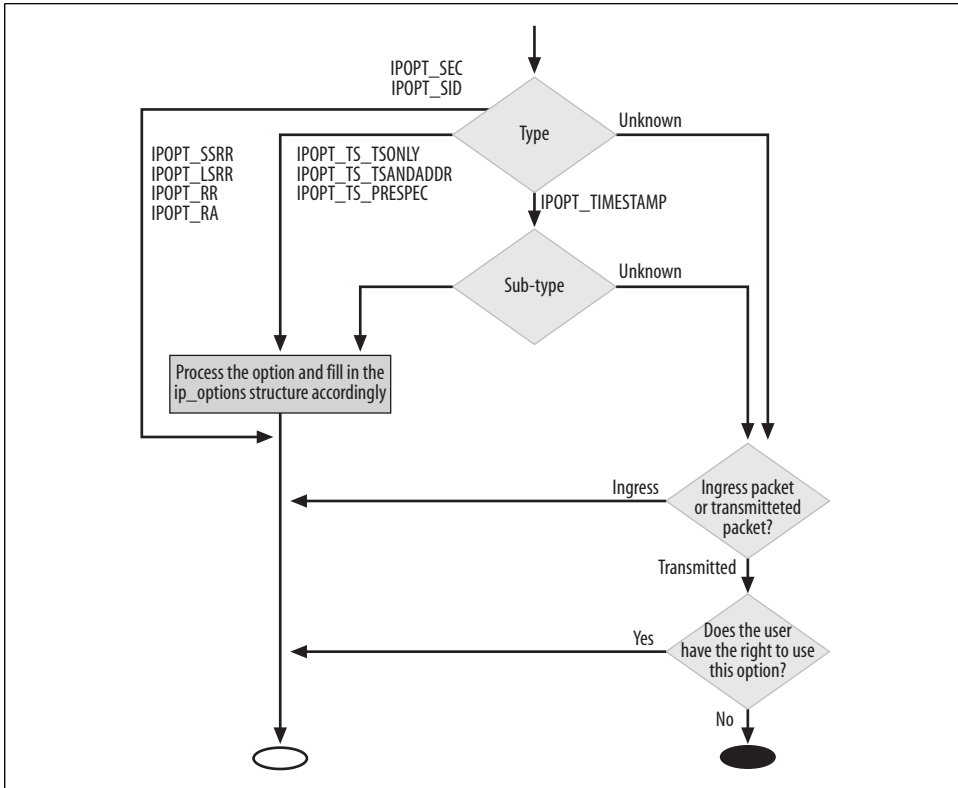 IPOPT_SEC
IPOPT_SID
Type
Unknown
IPOPT_SSRR
IPOPT_LSRR
IPOPT_RR
IPOPT_RA
IPOPT_TS_TSONLY
IPOPT_TS_TSANDADDR
IPOPT_TS_PRESPEC
IPOPT_TIMESTAMP
Sub-type
Unknown
Process the option and fill in the
ip_options structure accordingly
Ingress
Ingress packet
or transmitteted
packet?
Transmitted
Yes
Does the user
have the right to use
this option?
No